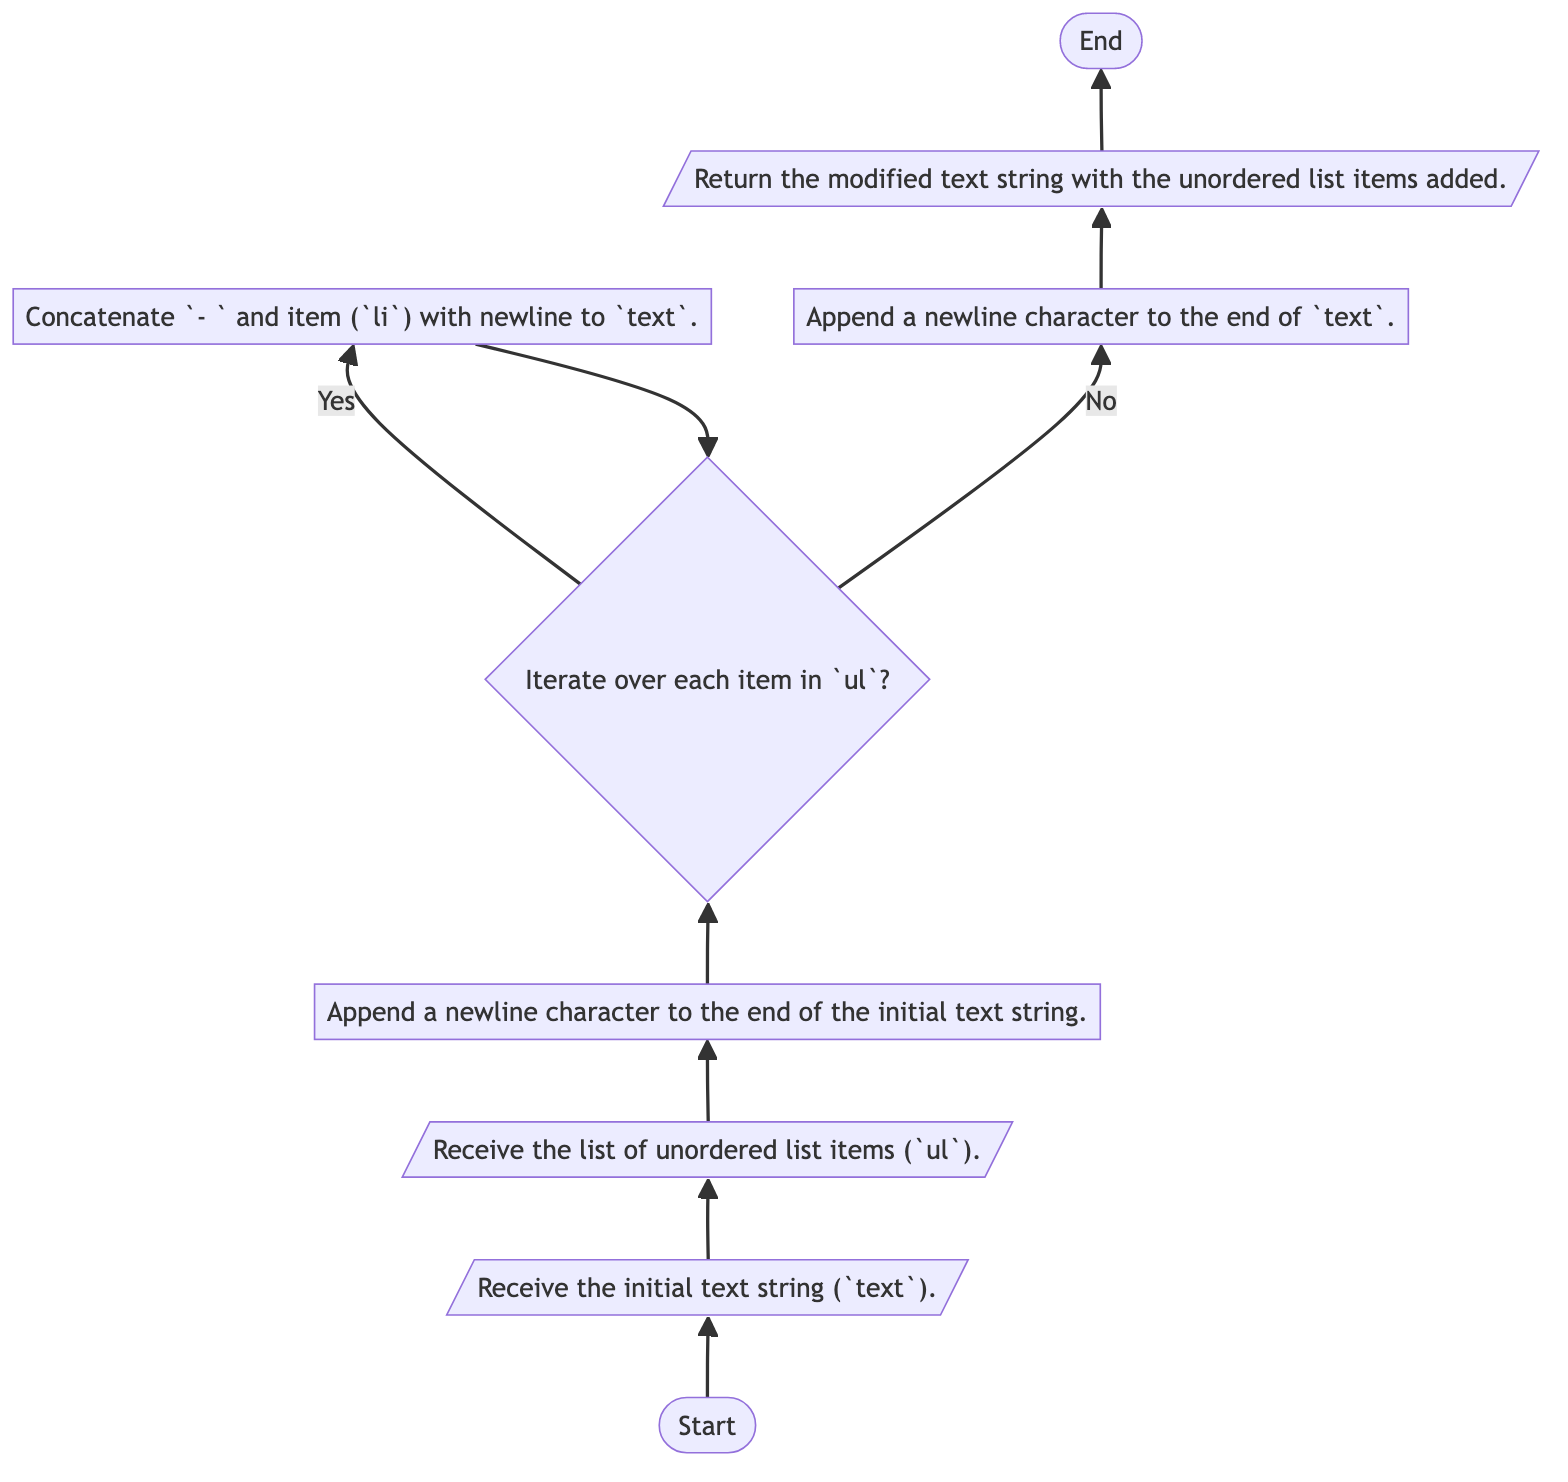 End
Return the modified text string with the unordered list items added.
Concatenate `- ` and item (`li`) with newline to `text`.
Append a newline character to the end of `text`.
Yes
No
Iterate over each item in `ul`?
Append a newline character to the end of the initial text string.
Receive the list of unordered list items (`ul`).
Receive the initial text string (`text`).
Start